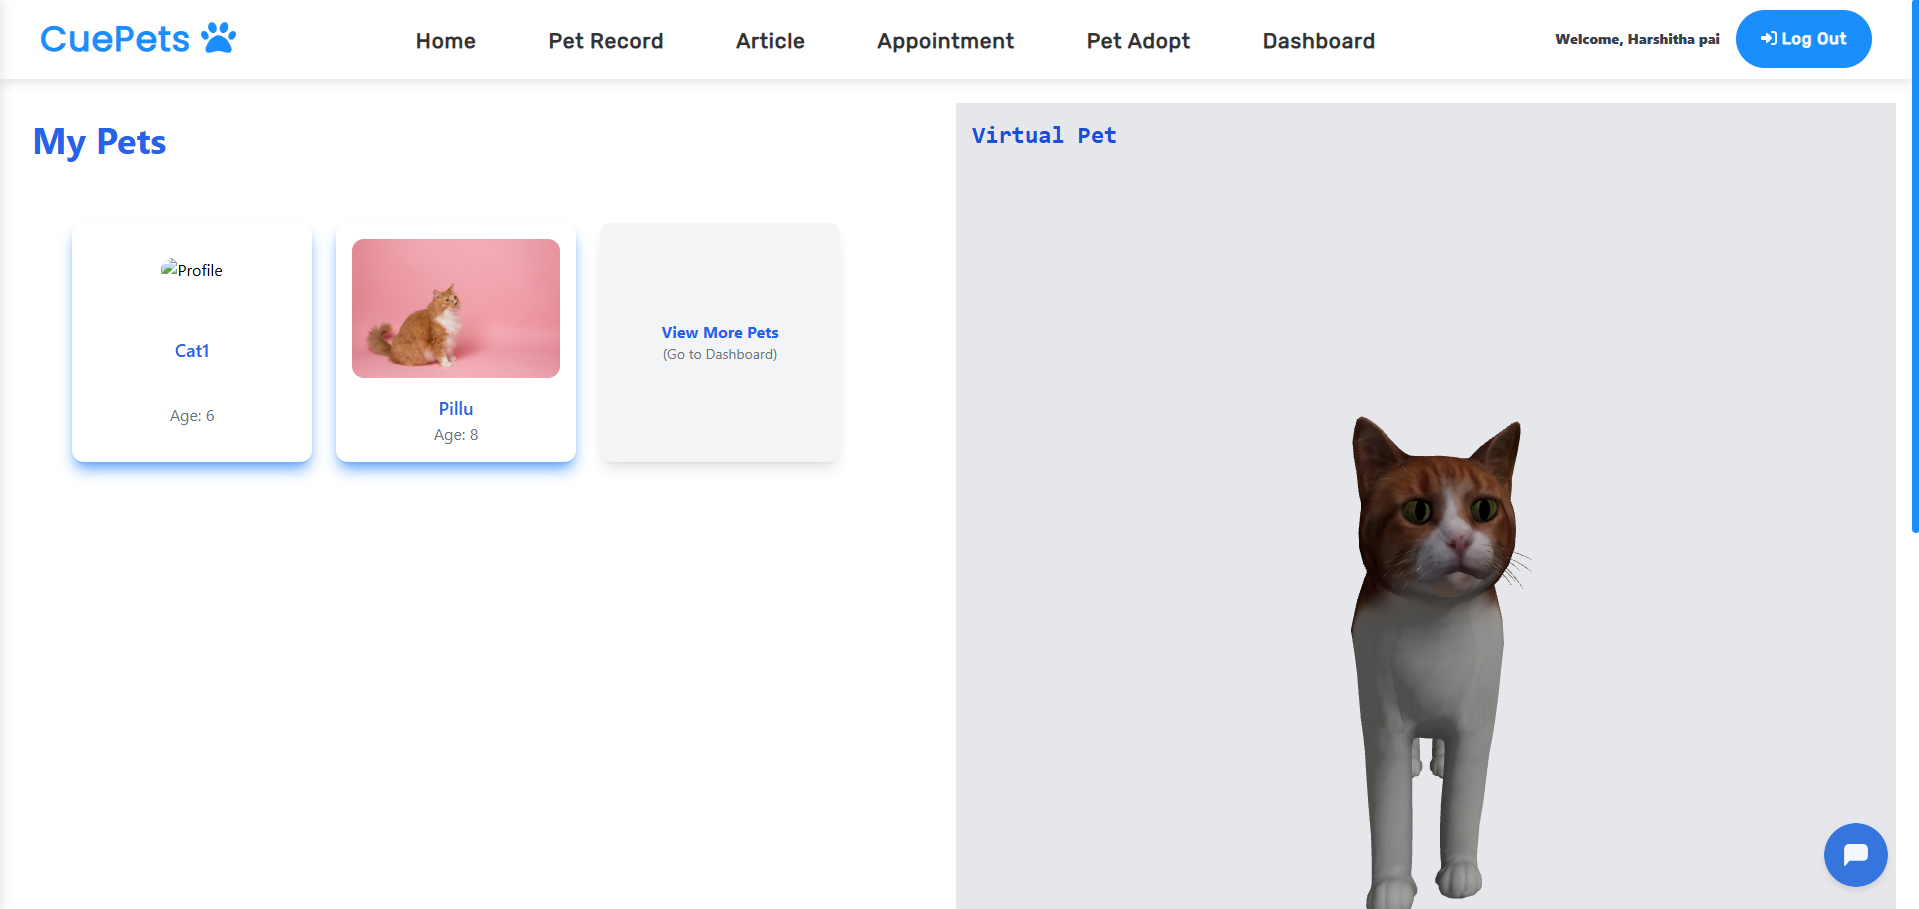 CuePets
Home
Pet Record
Article
Appointment
Pet Adopt
Dashboard
Welcome, Harshitha pai
Log Out
My Pets
Profile
Cat1
Age: 6
Pillu
Age: 8
View More Pets
(Go to Dashboard)
Virtual Pet